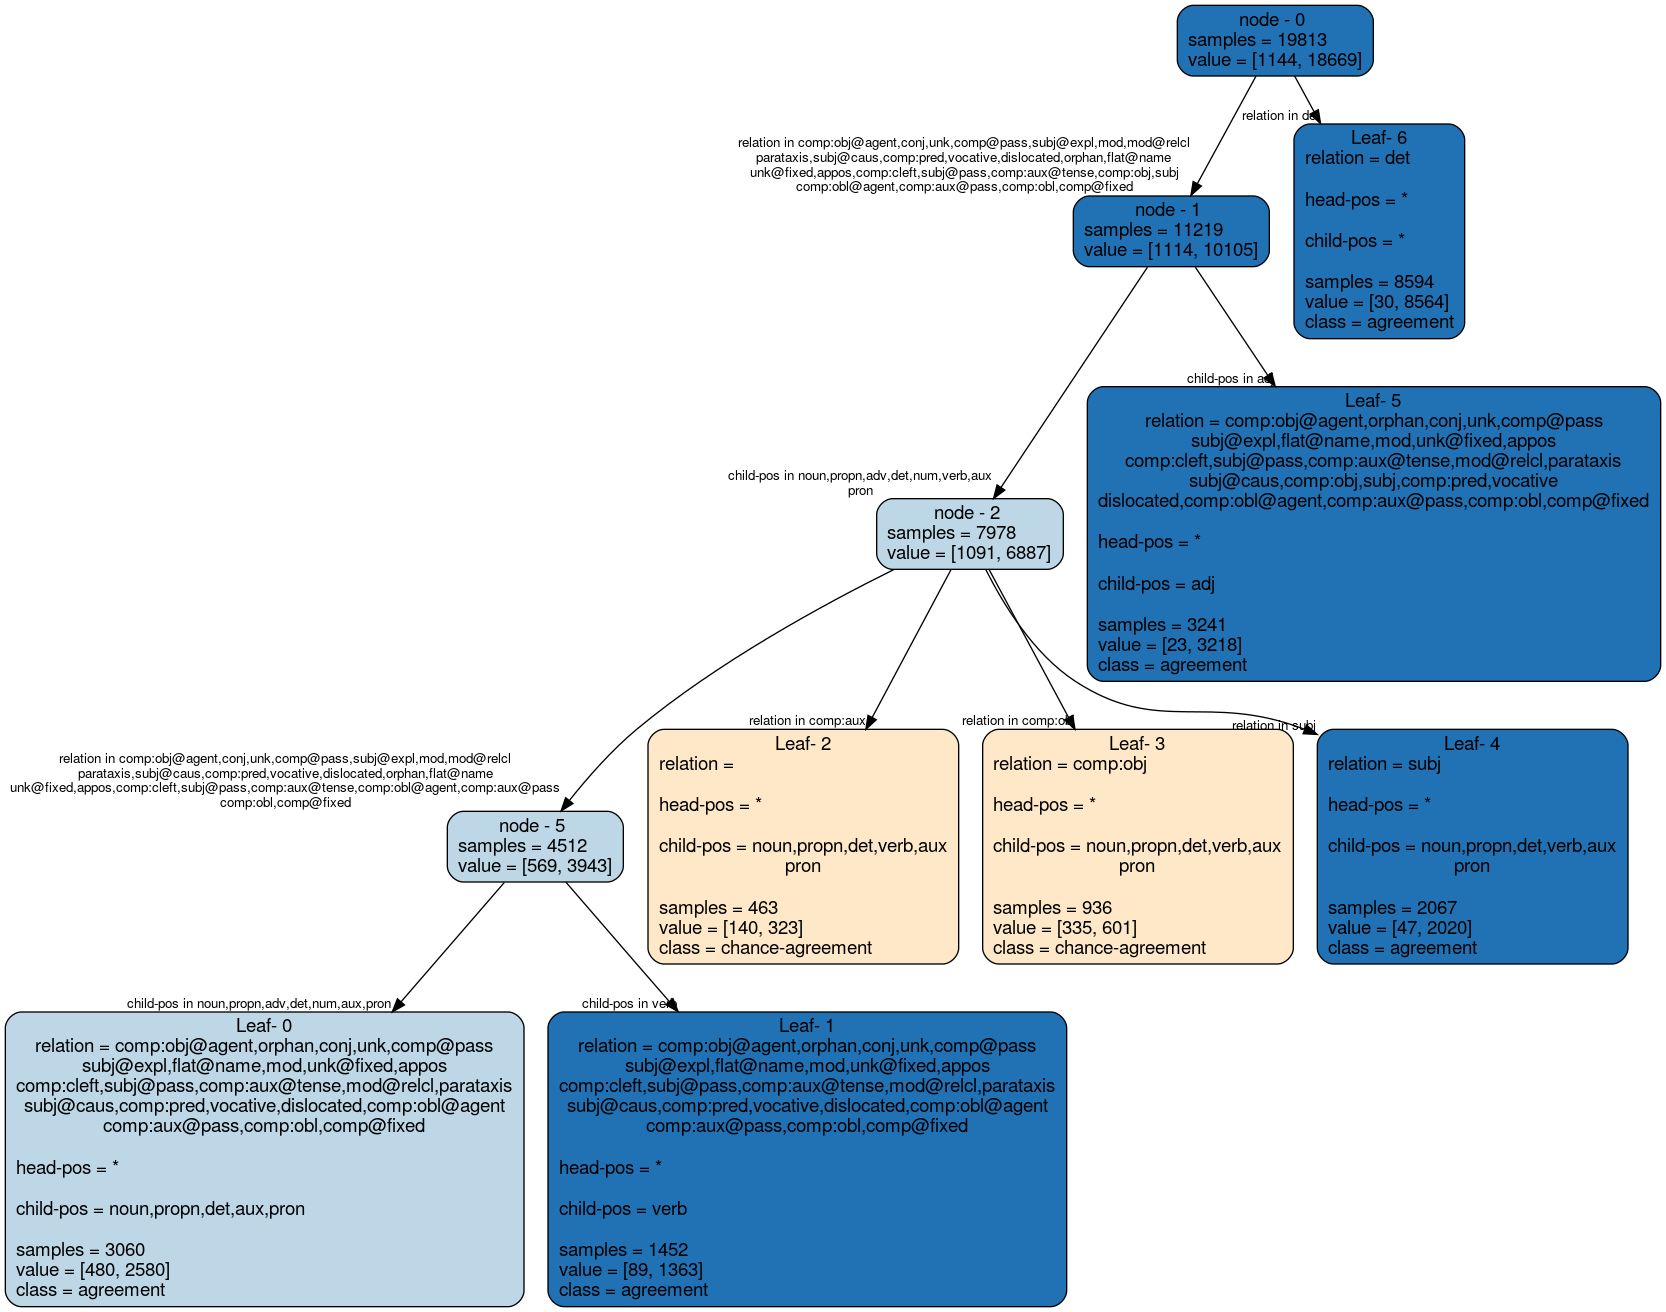 node - 0
samples = 19813
value = [1144, 18669]
relation in
relation in comp:obj@agent,conj,unk,comp@pass,subj@expl,mod,mod@relcl
parataxis,subj@caus,comp:pred,vocative,dislocated,orphan,flat@name
unk@fixed,appos,comp:cleft,subj@pass,comp:aux@tense,comp:obj,subj
comp:obl@agent,comp:aux@pass,comp:obl,comp@fixed
Leaf- 6
relation = det
head-pos = *
child-pos = *
samples = 8594
value = [30, 8564]
class = agreement
node - 1
samples = 11219
value = [1114, 10105]
child-pos in
Leaf- 5
relation = comp:obj@agent,orphan,conj,unk,comp@pass
subj@expl,flat@name,mod,unk@fixed,appos
comp:cleft,subj@pass,comp:aux@tense,mod@relcl,parataxis
subj@caus,comp:obj,subj,comp:pred,vocative
dislocated,comp:obl@agent,comp:aux@pass,comp:obl,comp@fixed
head-pos = *
child-pos = adj
samples = 3241
value = [23, 3218]
class = agreement
child-pos in noun,propn,adv,det,num,verb,aux
pron
node - 2
samples = 7978
value = [1091, 6887]
relation in comp:obj@agent,conj,unk,comp@pass,subj@expl,mod,mod@relcl
parataxis,subj@caus,comp:pred,vocative,dislocated,orphan,flat@name
unk@fixed,appos,comp:cleft,subj@pass,comp:aux@tense,comp:obl@agent,comp:aux@pass
comp:obl,comp@fixed
relation in comp:aux
relation in
relation in subj
node - 5
samples = 4512
value = [569, 3943]
Leaf- 2
relation =
head-pos = *
child-pos = noun,propn,det,verb,aux
pron
samples = 463
value = [140, 323]
class = chance-agreement
Leaf- 3
relation = comp:obj
head-pos = *
child-pos = noun,propn,det,verb,aux
pron
samples = 936
value = [335, 601]
class = chance-agreement
Leaf- 4
relation = subj
head-pos = *
child-pos = noun,propn,det,verb,aux
pron
samples = 2067
value = [47, 2020]
class = agreement
child-pos in noun,propn,adv,det,num,aux,pron
child-pos in verb
Leaf- 0
relation = comp:obj@agent,orphan,conj,unk,comp@pass
subj@expl,flat@name,mod,unk@fixed,appos
comp:cleft,subj@pass,comp:aux@tense,mod@relcl,parataxis
subj@caus,comp:pred,vocative,dislocated,comp:obl@agent
comp:aux@pass,comp:obl,comp@fixed
head-pos = *
child-pos = noun,propn,det,aux,pron
samples = 3060
value = [480, 2580]
class = agreement
Leaf- 1
relation = comp:obj@agent,orphan,conj,unk,comp@pass
subj@expl,flat@name,mod,unk@fixed,appos
comp:cleft,subj@pass,comp:aux@tense,mod@relcl,parataxis
subj@caus,comp:pred,vocative,dislocated,comp:obl@agent
comp:aux@pass,comp:obl,comp@fixed
head-pos = *
child-pos = verb
samples = 1452
value = [89, 1363]
class = agreement